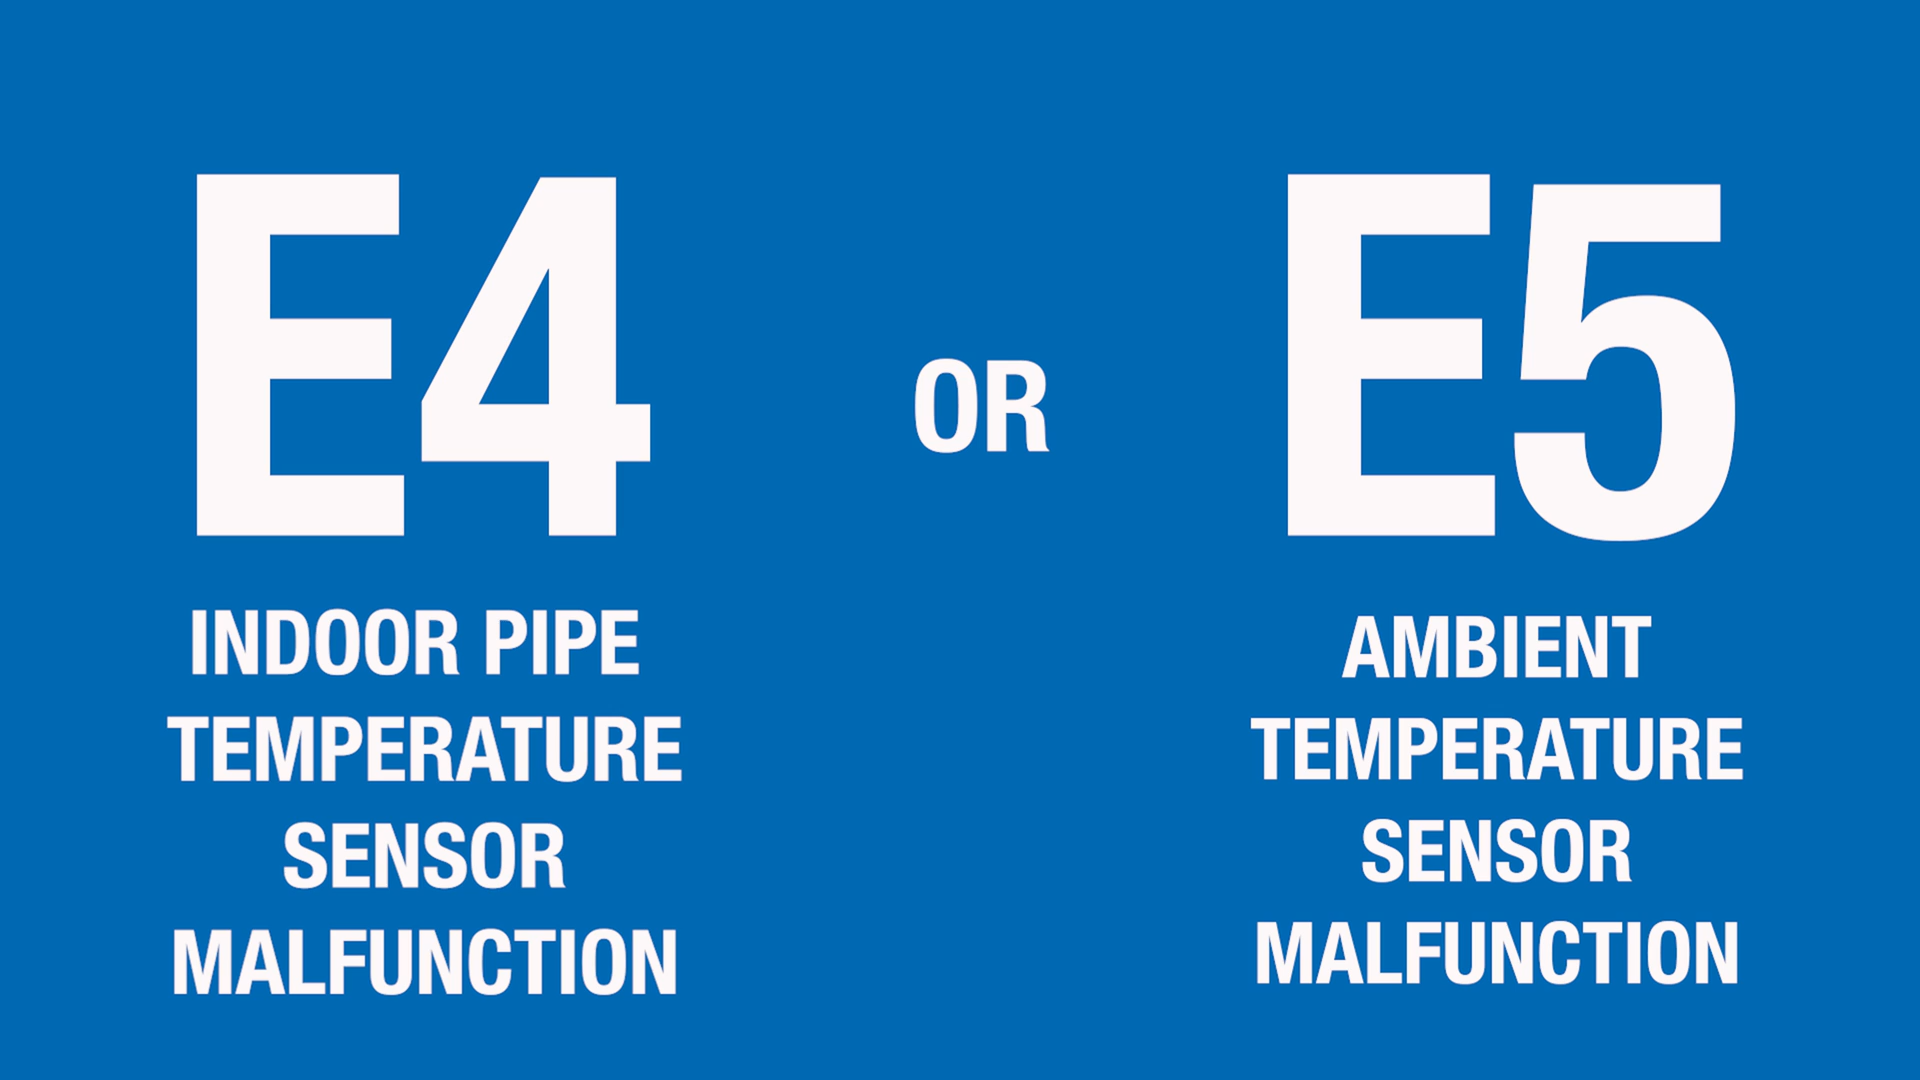 E4
INDOOR PIPE
TEMPERATURE
SENSOR
MALFUNCTION
OR
E5
AMBIENT
TEMPERATURE
SENSOR
MALFUNCTION